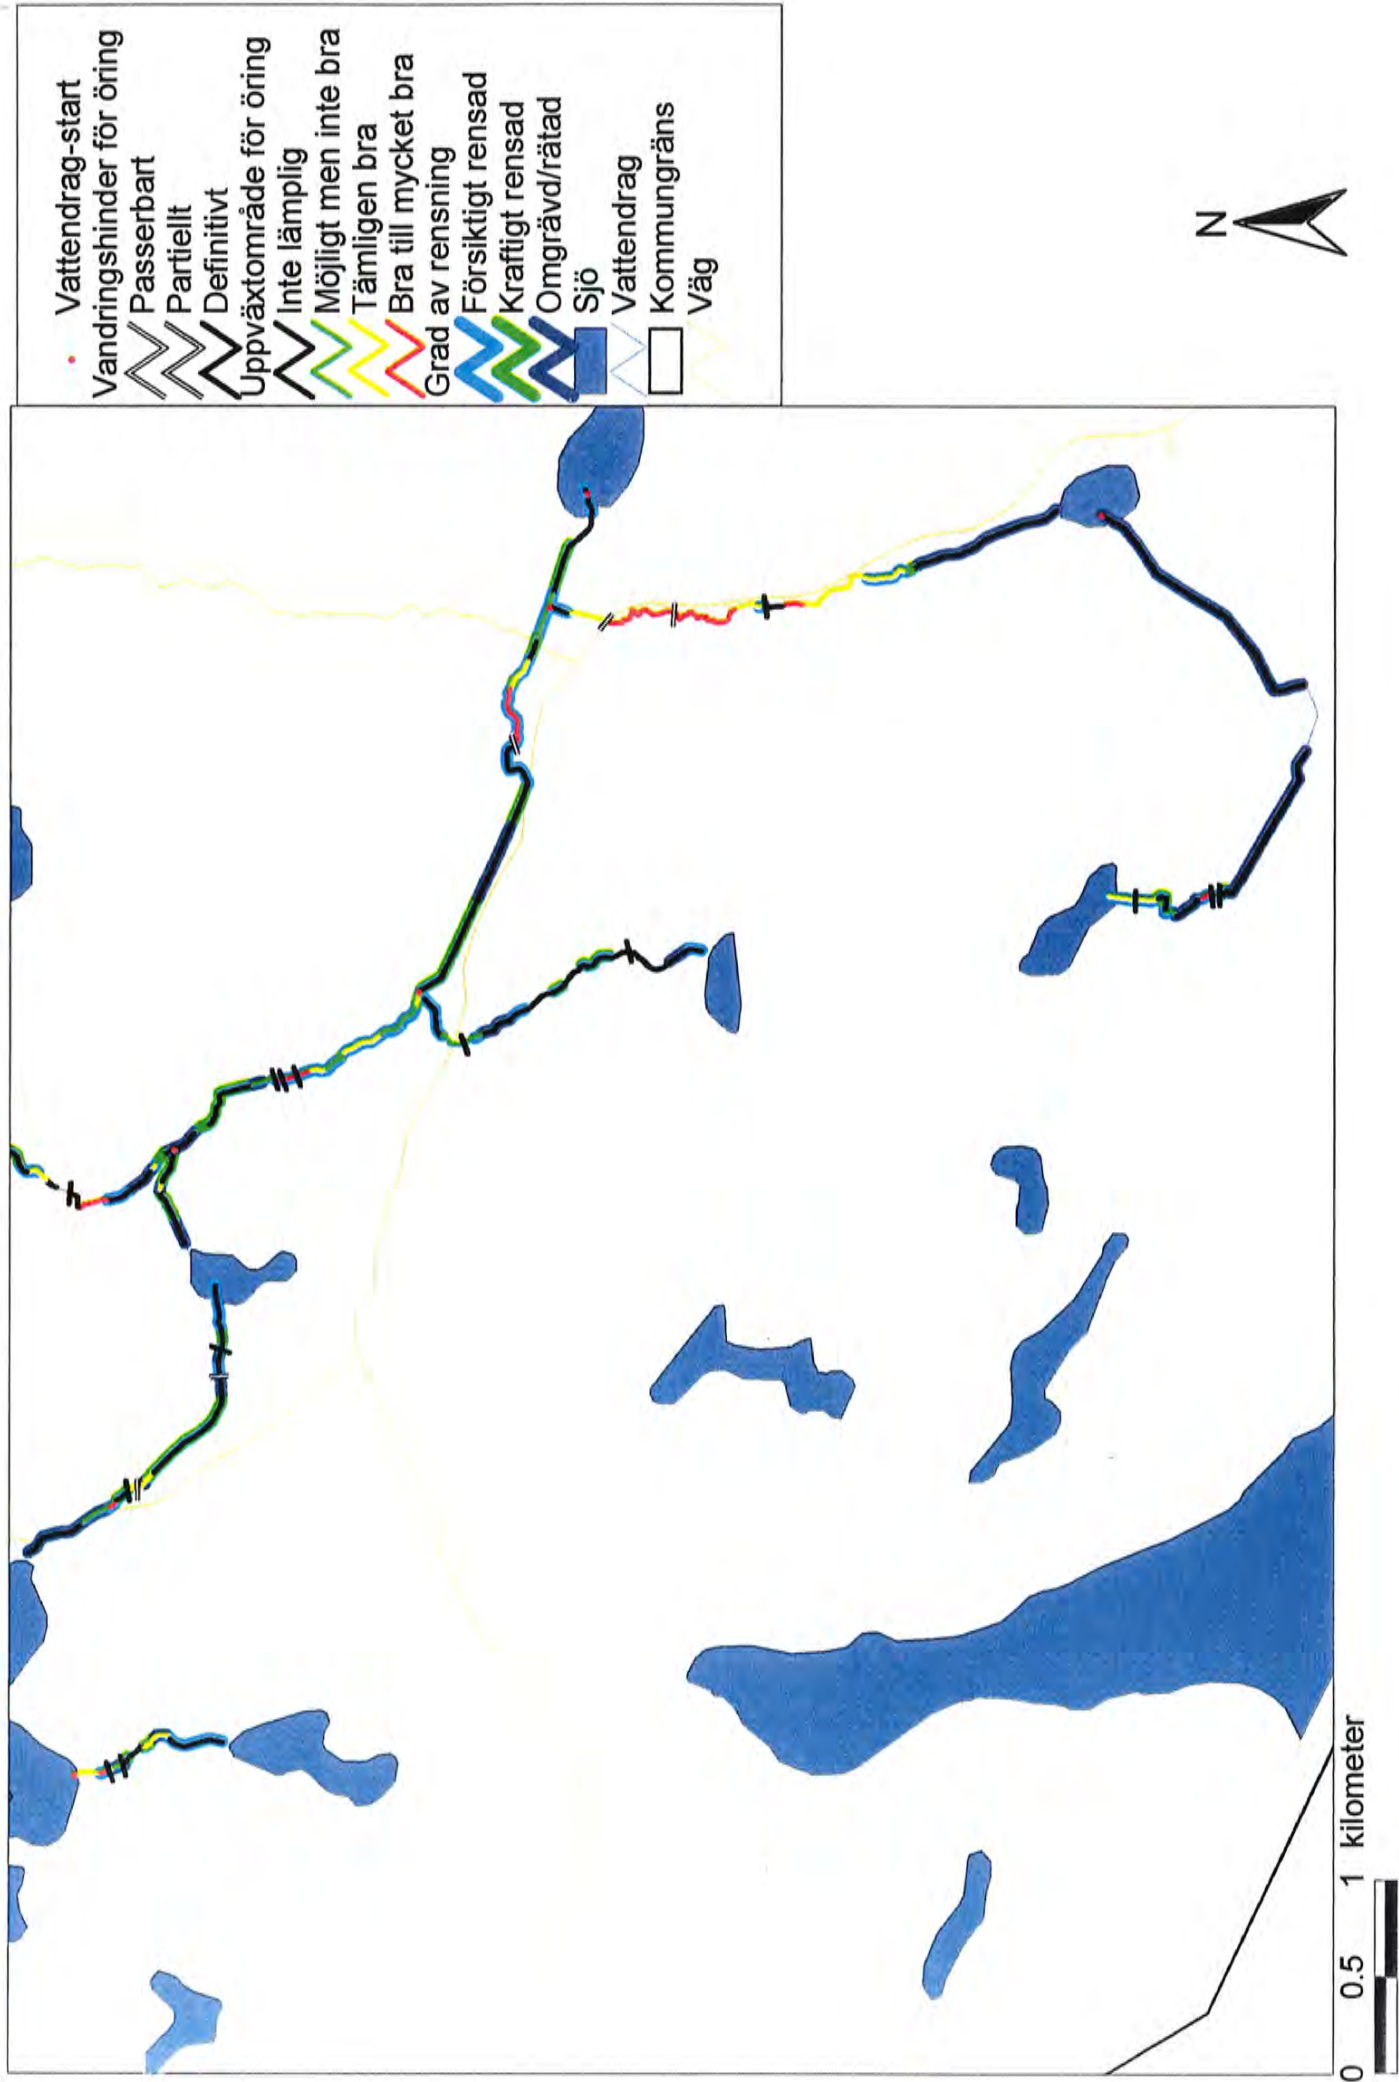 Vattendrag-start
Vandringshinder för öring
Passerbart
Partiellt
Definitivt
Uppväxtområde för öring
Inte lämplig
Möjligt men inte bra
Tämligen bra
Bra till mycket bra
Grad av rensning
Försiktigt rensad
Kraftigt rensad
Omgrävd/rätad
Sjö
Vattendrag
Kommungräns
Väg
N
0 0.5 1 kilometer